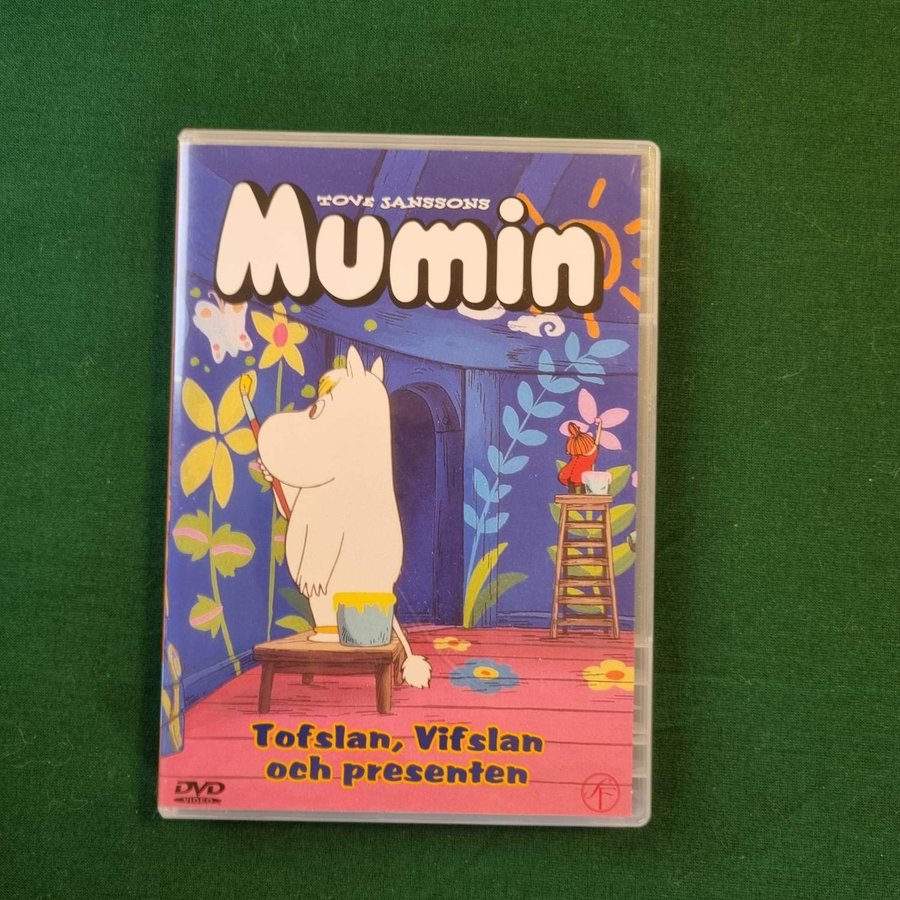 TOVE JANSSONS
Mumin
Tofslan, Vifslan
och presenten
DVD
VIDEO